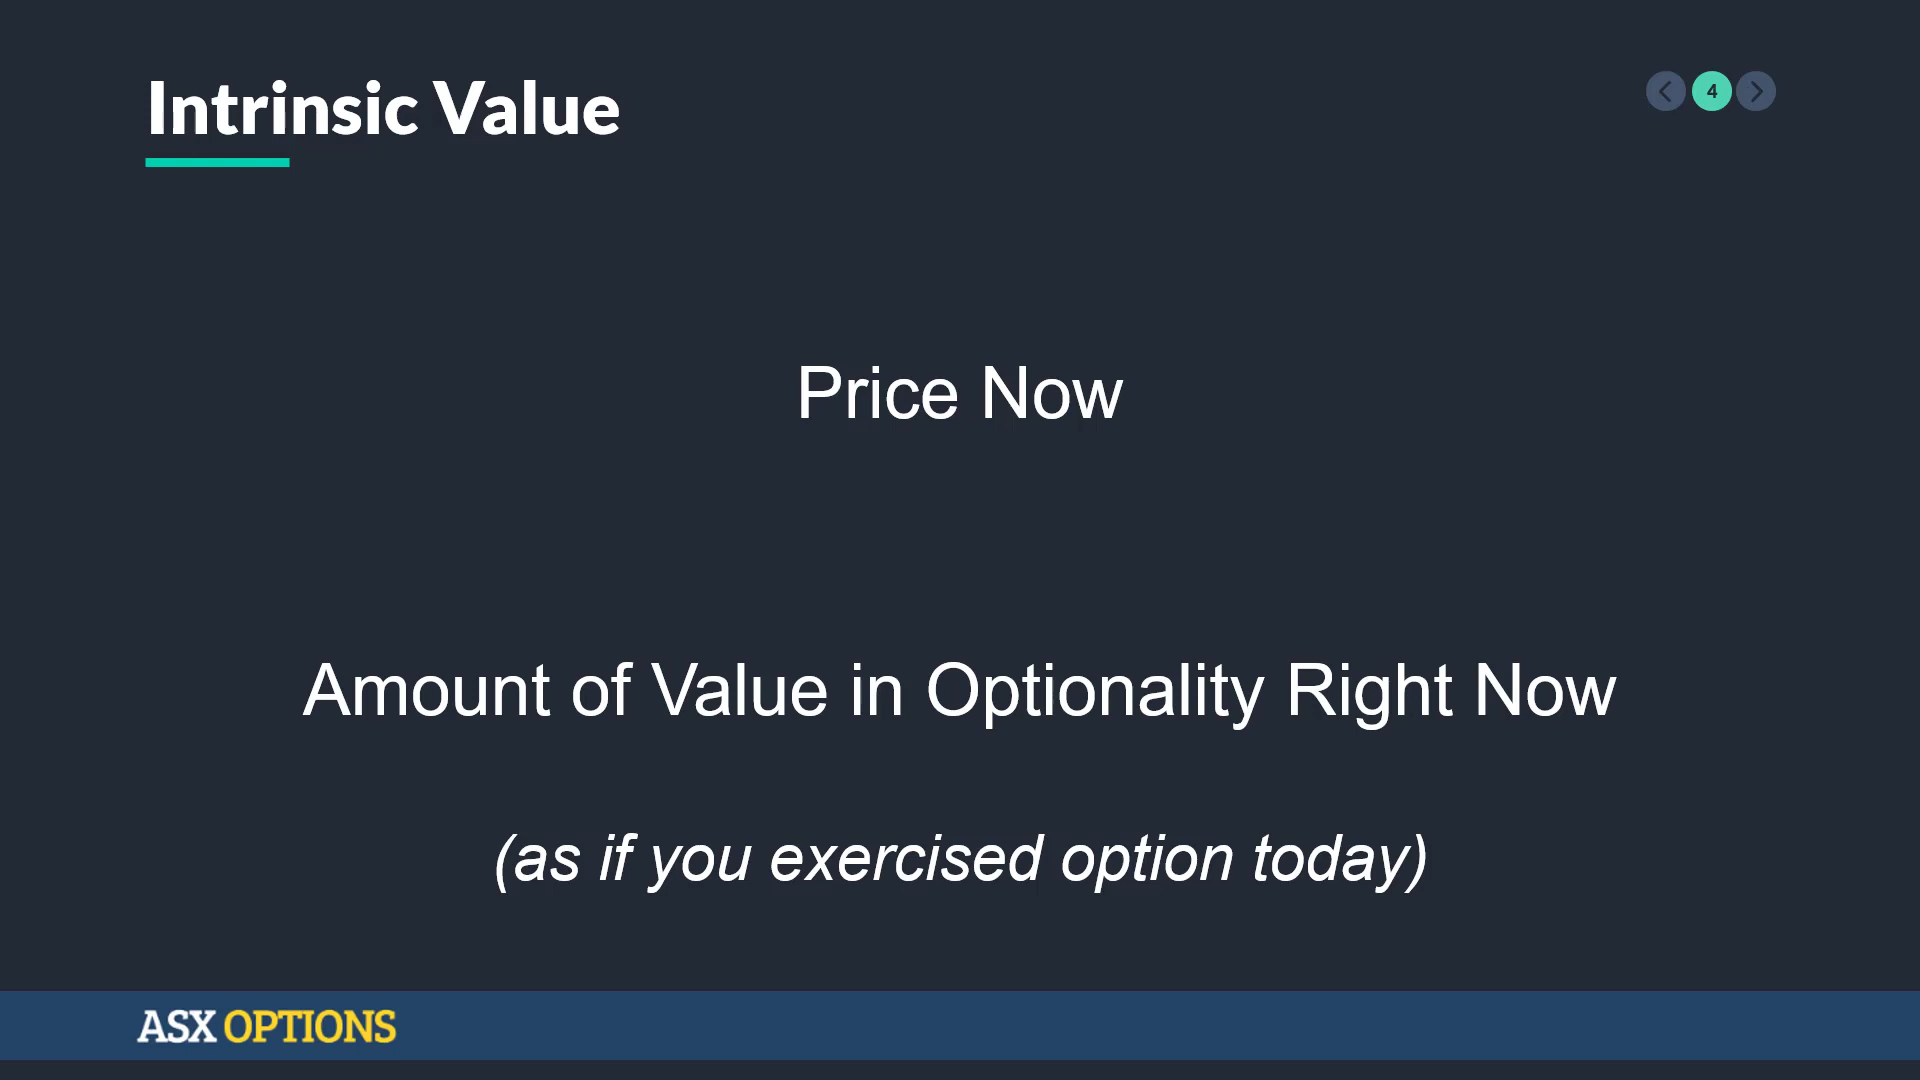 Intrinsic Value
4
Price Now
Amount of Value in Optionality Right Now
(as if you exercised option today)
ASX OPTIONS